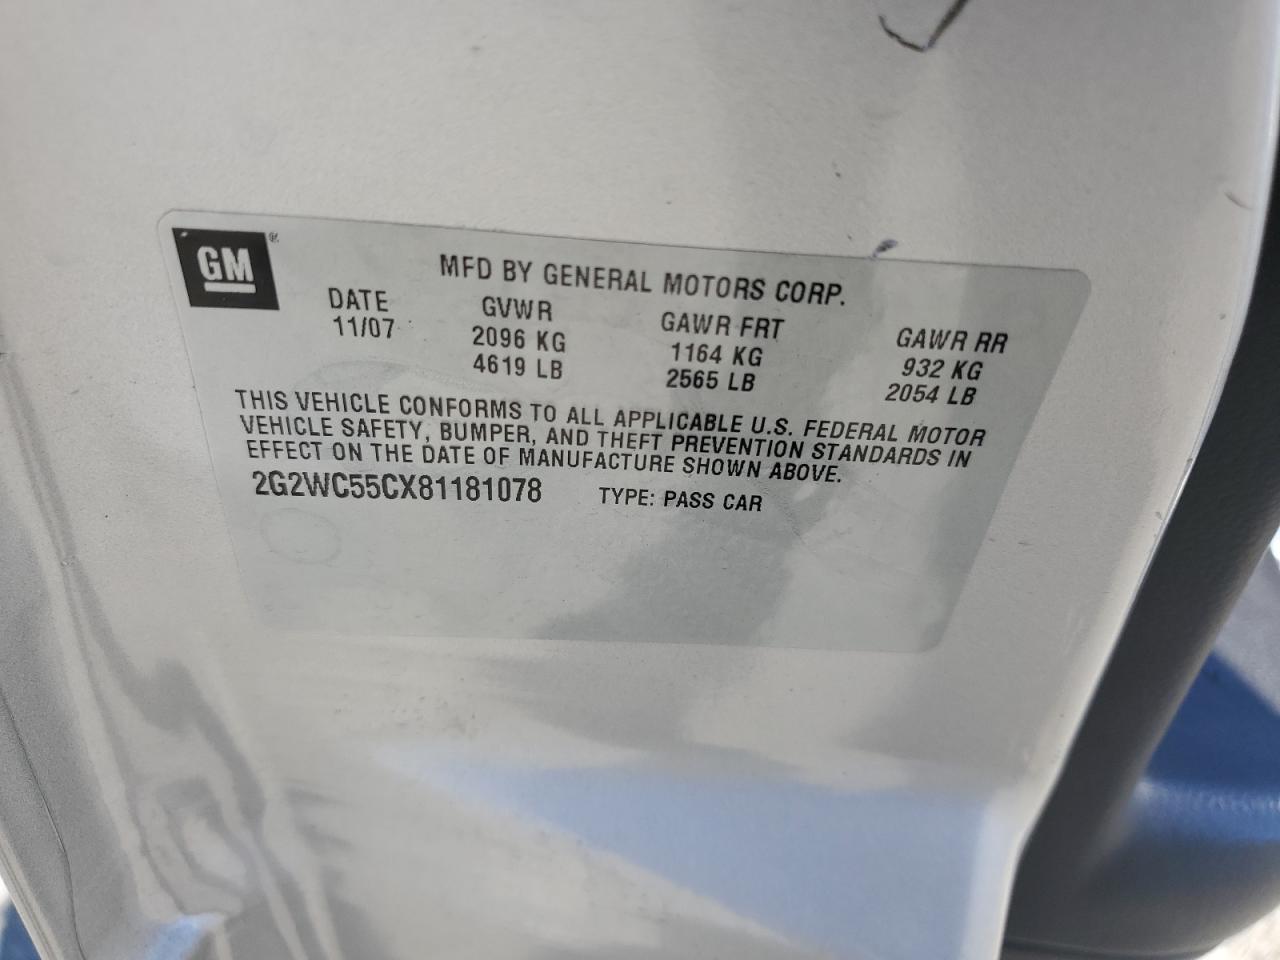 GM®
MFD BY GENERAL MOTORS CORP.
DATE GVWR GAWR FRT GAWR RR
11/07 2096 KG 1164 KG 932 KG
4619 LB 2565 LB 2054 LB
THIS VEHICLE CONFORMS TO ALL APPLICABLE U.S. FEDERAL MOTOR
VEHICLE SAFETY, BUMPER, AND THEFT PREVENTION STANDARDS IN
EFFECT ON THE DATE OF MANUFACTURE SHOWN ABOVE.
2G2WC55CX81181078 TYPE: PASS CAR